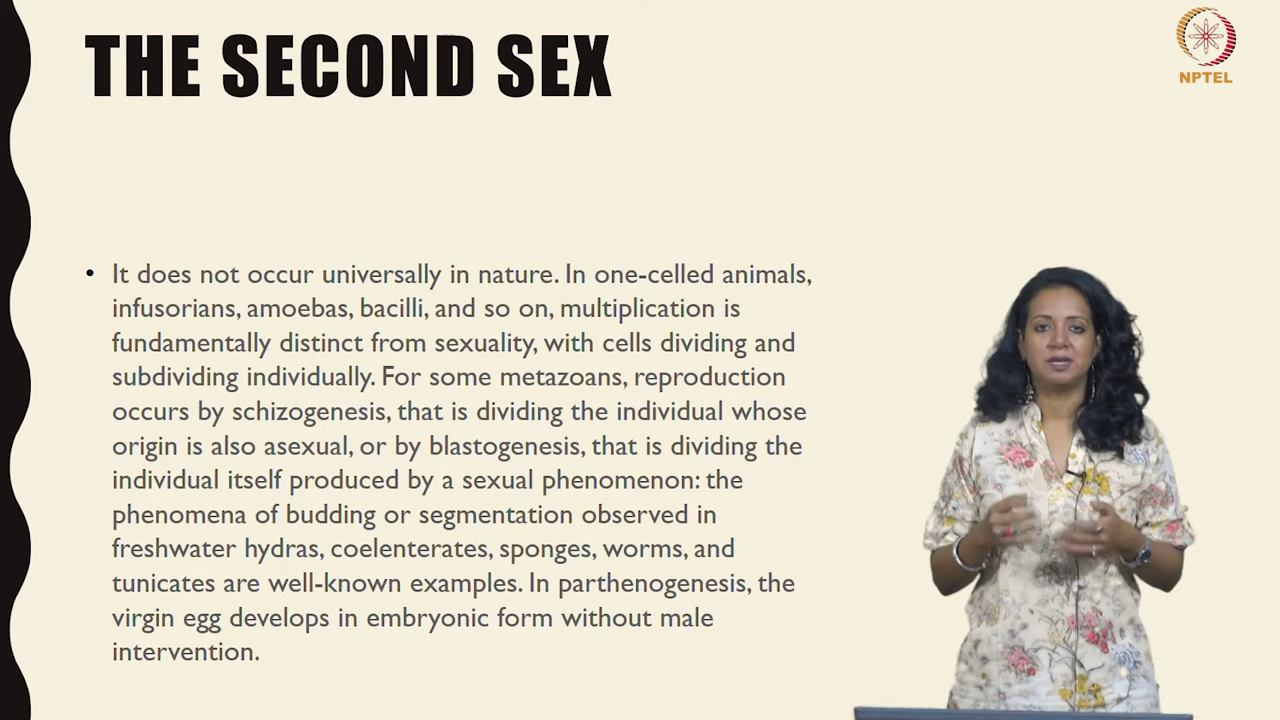 THE SECOND SEX
NPTEL
• It does not occur universally in nature. In one-celled animals,
infusorians, amoebas, bacilli, and so on, multiplication is
fundamentally distinct from sexuality, with cells dividing and
subdividing individually. For some metazoans, reproduction
occurs by schizogenesis, that is dividing the individual whose
origin is also asexual, or by blastogenesis, that is dividing the
individual itself produced by a sexual phenomenon: the
phenomena of budding or segmentation observed in
freshwater hydras, coelenterates, sponges, worms, and
tunicates are well-known examples. In parthenogenesis, the
virgin egg develops in embryonic form without male
intervention.